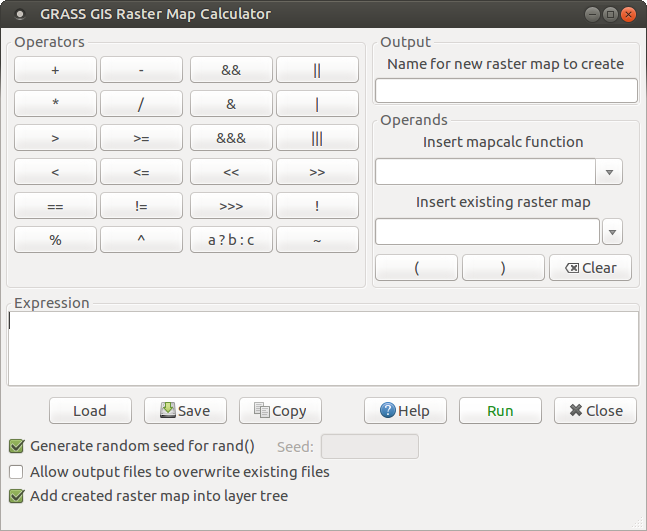 GRASS GIS Raster Map Calculator
Operators
+ - && ||
* / & |
> >= &&& |||
< <= << >>
== != >>> !
% ^ a?b:c ~
Output
Name for new raster map to create
Operands
Insert mapcalc function
Insert existing raster map
( ) Clear
Expression
Load Save Copy Help Run Close
Generate random seed for rand() Seed:
Allow output files to overwrite existing files
Add created raster map into layer tree